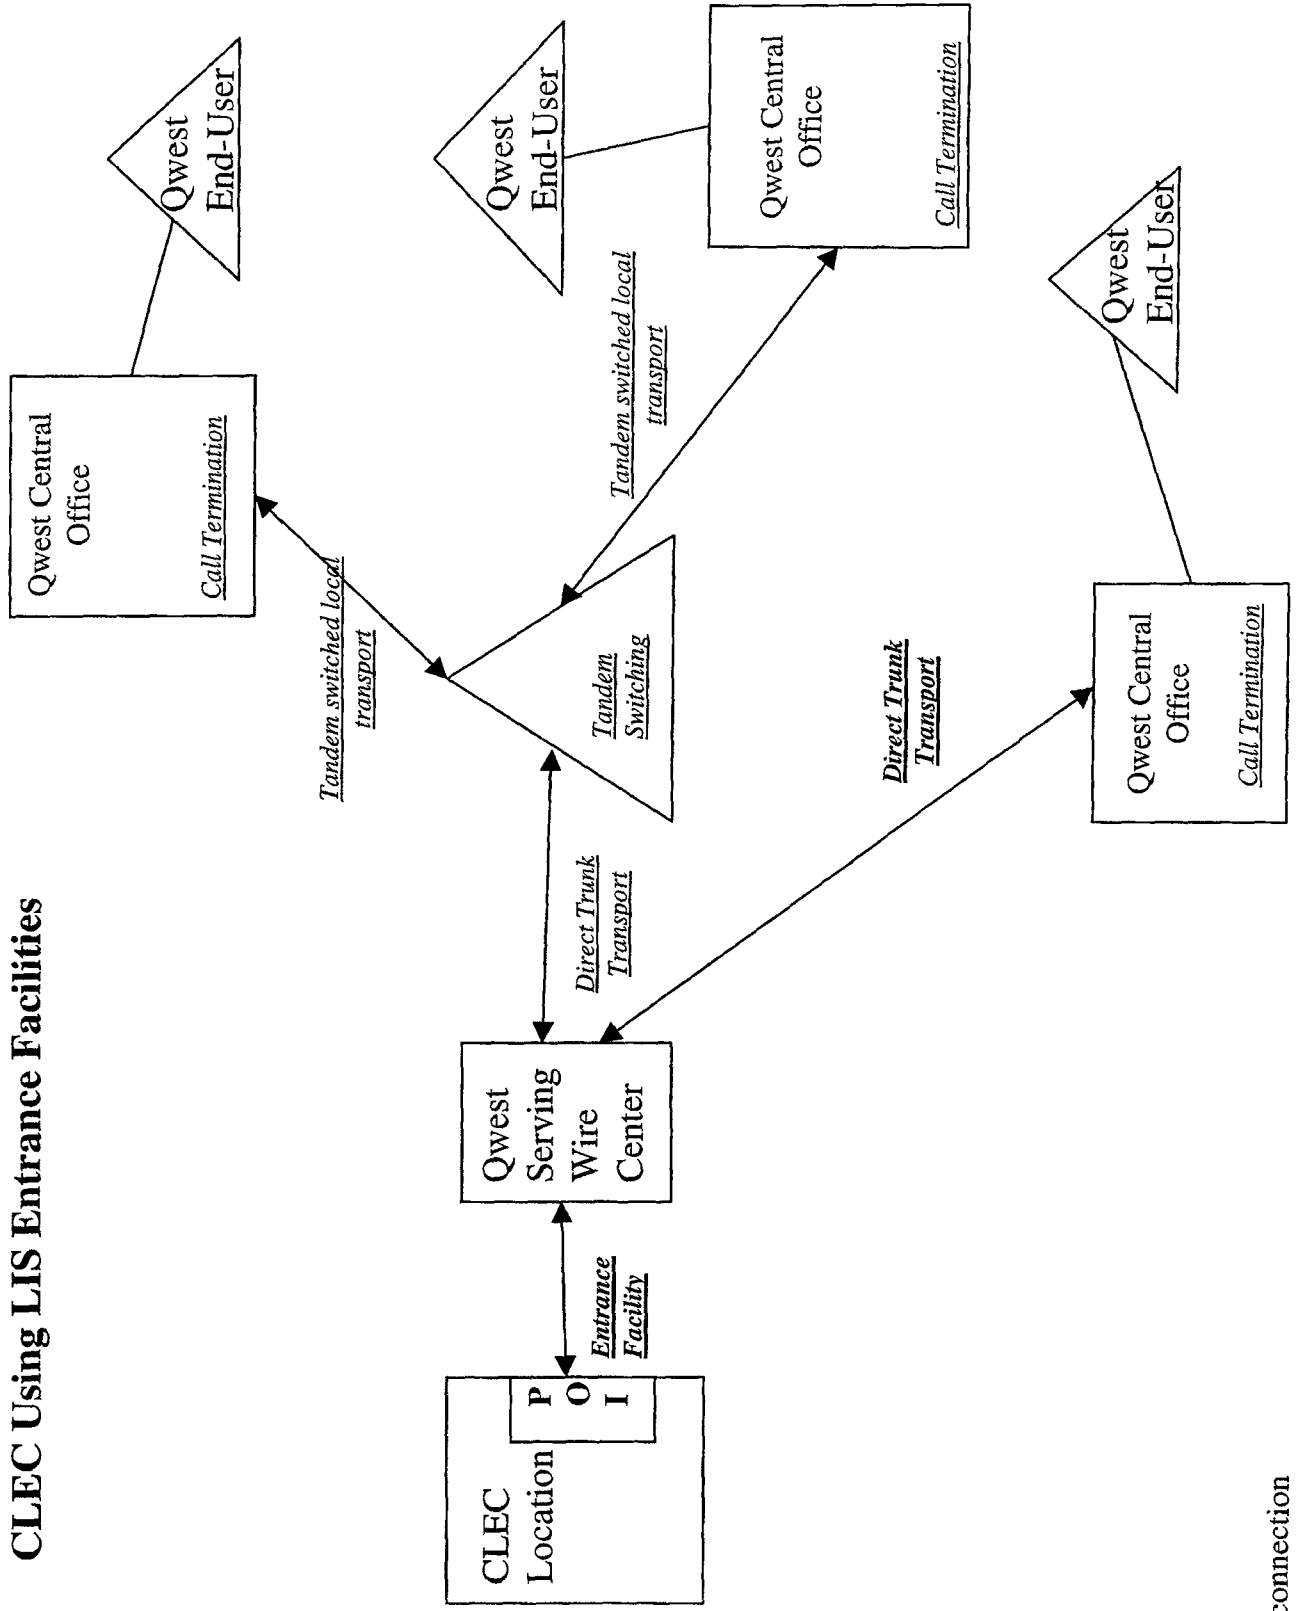 CLEC Using LIS Entrance Facilities
CLEC
Location
P
O
I
Entrance
Facility
Qwest
Serving
Wire
Center
Direct Trunk
Transport
Tandem
Switching
Tandem switched local
transport
Qwest Central
Office
Call Termination
Qwest
End-User
Tandem switched local
transport
Qwest Central
Office
Call Termination
Qwest
End-User
Direct Trunk
Transport
Qwest Central
Office
Call Termination
Qwest
End-User
connection